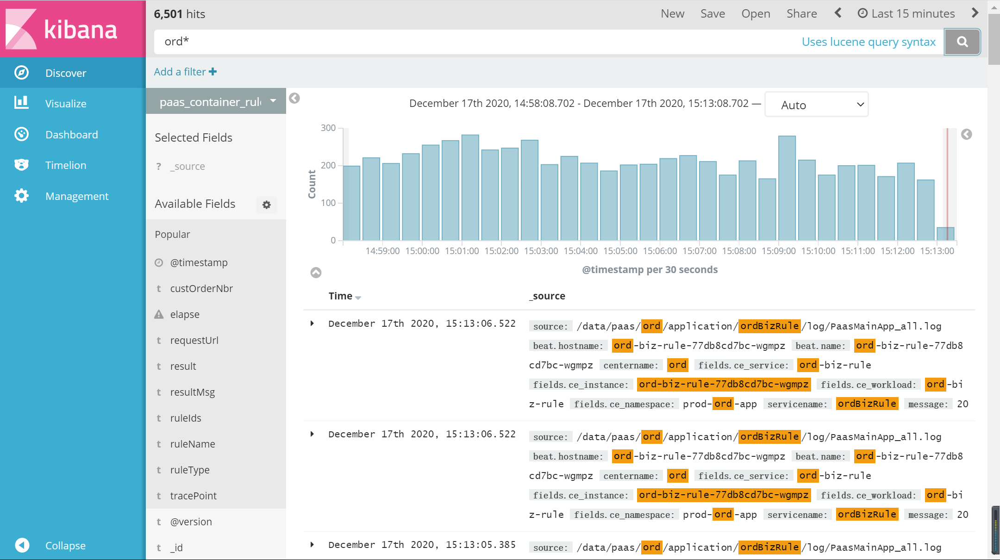 kibana
6,501 hits
New Save Open Share Last 15 minutes
ord*
Uses lucene query syntax
Add a filter
Discover
Visualize
Dashboard
Timelion
Management
Collapse
paas_container_rul
Selected Fields
? _source
Available Fields
Popular
@timestamp
t custOrderNbr
elapse
t requestUrl
t result
t resultMsg
t ruleIds
t ruleName
t ruleType
t tracePoint
t @version
t _id
December 17th 2020, 14:58:08.702 - December 17th 2020, 15:13:08.702 — Auto
300
200
100
0
Count
14:59:00 15:00:00 15:01:00 15:02:00 15:03:00 15:04:00 15:05:00 15:06:00 15:07:00 15:08:00 15:09:00 15:10:00 15:11:00 15:12:00 15:13:00
@timestamp per 30 seconds
Time _source
December 17th 2020, 15:13:06.522 source: /data/paas/ord/application/ordBizRule/log/PaasMainApp_all.log
beat.hostname: ord-biz-rule-77db8cd7bc-wgmpz beat.name: ord-biz-rule-77db8
cd7bc-wgmpz centername: ord fields.ce_service: ord-biz-rule
fields.ce_instance: ord-biz-rule-77db8cd7bc-wgmpz fields.ce_workload: ord-bi
z-rule fields.ce_namespace: prod-ord-app servicename: ordBizRule message: 20
December 17th 2020, 15:13:06.522 source: /data/paas/ord/application/ordBizRule/log/PaasMainApp_all.log
beat.hostname: ord-biz-rule-77db8cd7bc-wgmpz beat.name: ord-biz-rule-77db8
cd7bc-wgmpz centername: ord fields.ce_service: ord-biz-rule
fields.ce_instance: ord-biz-rule-77db8cd7bc-wgmpz fields.ce_workload: ord-bi
z-rule fields.ce_namespace: prod-ord-app servicename: ordBizRule message: 20
December 17th 2020, 15:13:05.385 source: /data/paas/ord/application/ordBizRule/log/PaasMainApp_all.log